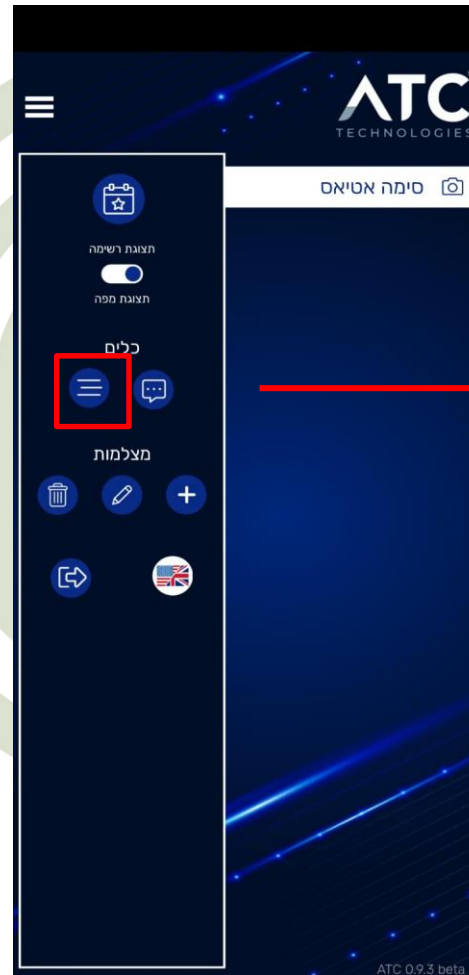 ATC
TECHNOLOGIES
סימה אטיאס
תצוגת רשימה
תצוגת מפה
כלים
מצלמות
ATC 0.9.3 beta